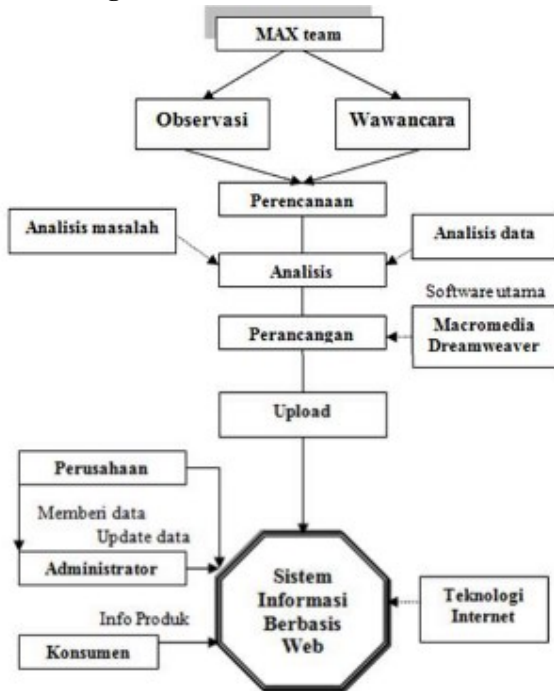 MAX team
Observasi
Wawancara
Perencanaan
Analisis masalah
Analisis data
Analisis
Software utama
Perancangan
Macromedia
Dreamweaver
Upload
Perusahaan
Memberi data
Update data
Administrator
Sistem
Informasi
Berbasis
Web
Teknologi
Internet
Info Produk
Konsumen